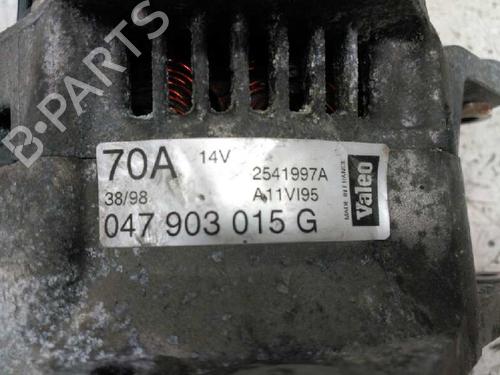 B-PARTS
70A 14V 2541997A
38/98 A11VI95
047 903 015 G
MADE IN FRANCE
Valeo